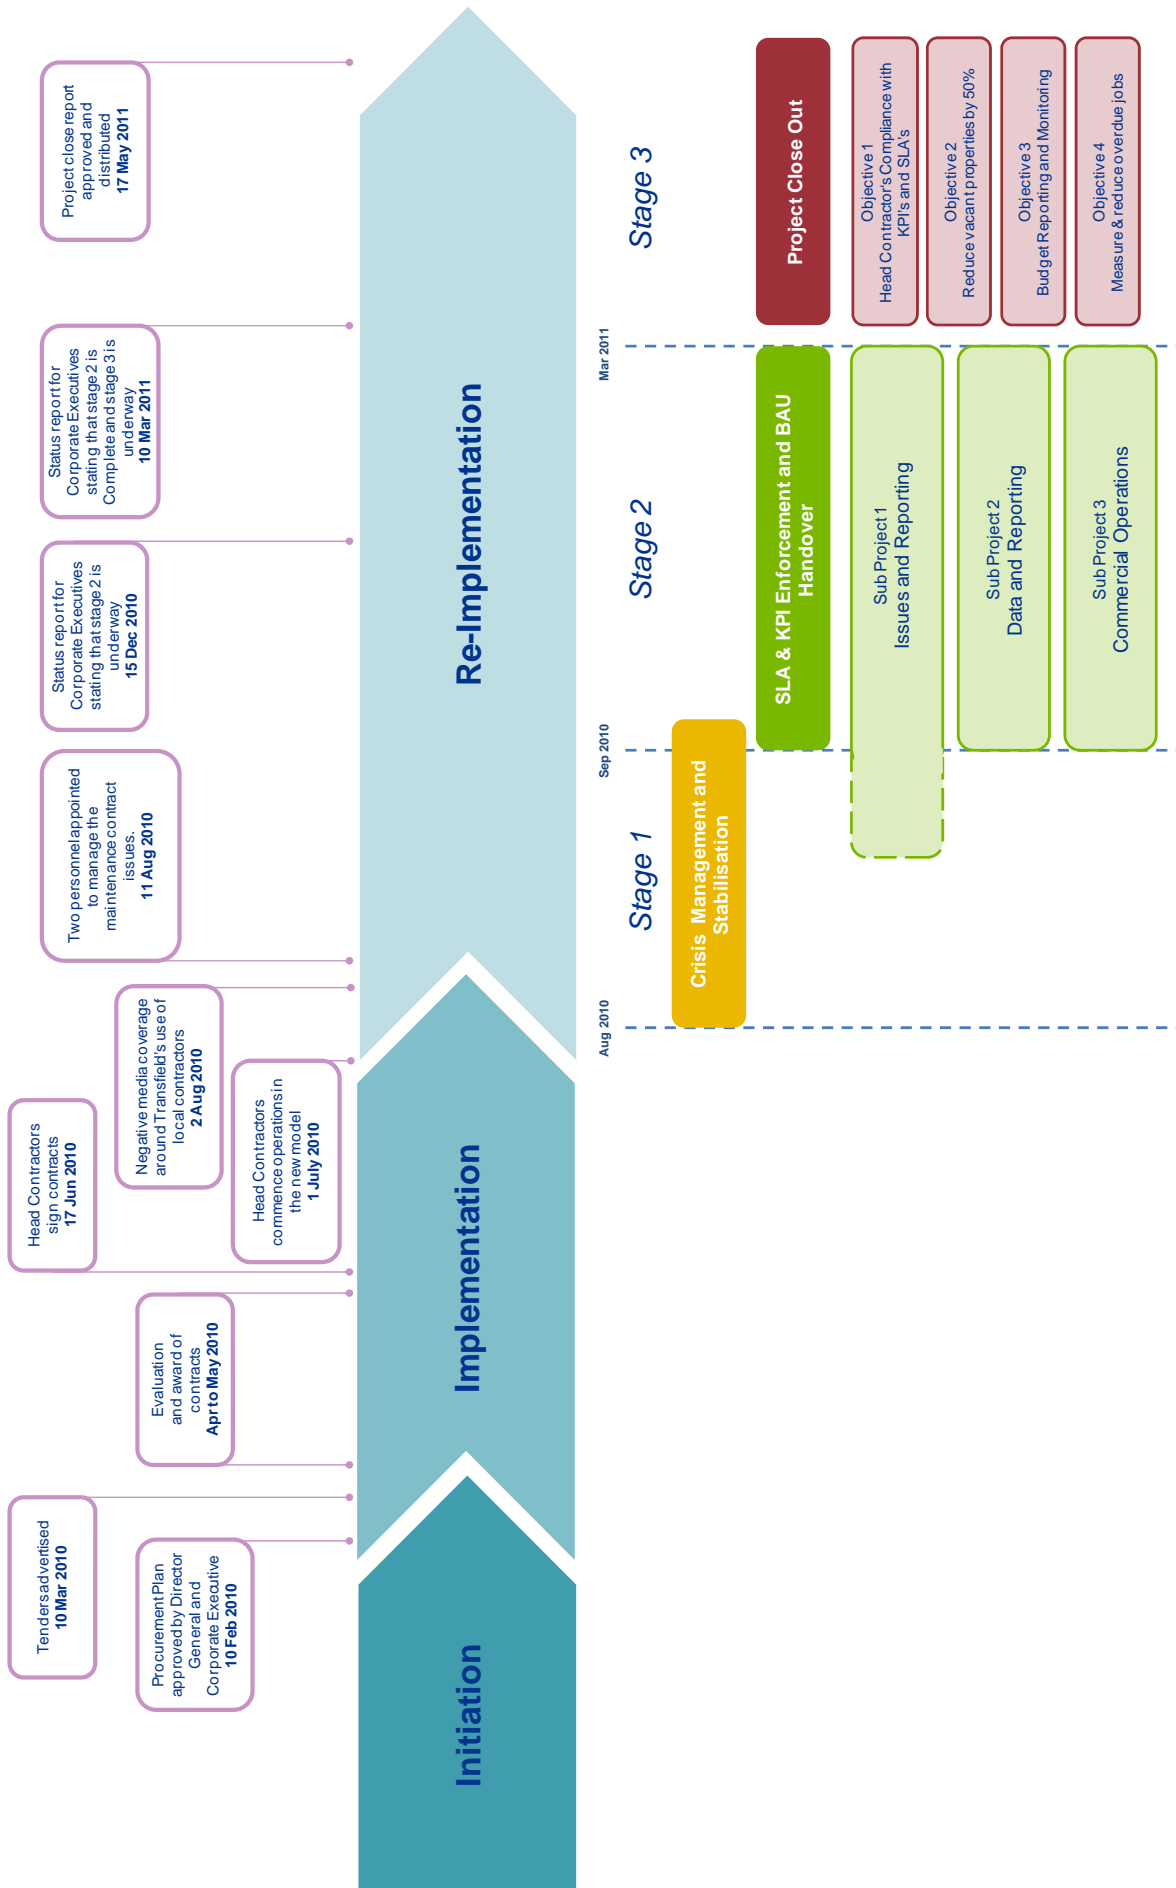 Tenders advertised
10 Mar 2010
Procurement Plan
approved by Director
General and
Corporate Executive
10 Feb 2010
Evaluation
and award of
contracts
Apr to May 2010
Head Contractors
sign contracts
17 Jun 2010
Negative media coverage
around Transfield's use of
local contractors
2 Aug 2010
Head Contractors
commence operations in
the new model
1 July 2010
Two personnel appointed
to manage the
maintenance contract
issues.
11 Aug 2010
Status report for
Corporate Executives
stating that stage 2 is
underway
15 Dec 2010
Status report for
Corporate Executives
stating that stage 2 is
Complete and stage 3 is
underway
10 Mar 2011
Project close report
approved and
distributed
17 May 2011
Initiation
Implementation
Re-Implementation
Aug 2010
Sep 2010
Mar 2011
Stage 1
Stage 2
Stage 3
Crisis Management and
Stabilisation
SLA & KPI Enforcement and BAU
Handover
Project Close Out
Sub Project 1
Issues and Reporting
Sub Project 2
Data and Reporting
Sub Project 3
Commercial Operations
Objective 1
Head Contractor's Compliance with
KPI's and SLA's
Objective 2
Reduce vacant properties by 50%
Objective 3
Budget Reporting and Monitoring
Objective 4
Measure & reduce overdue jobs